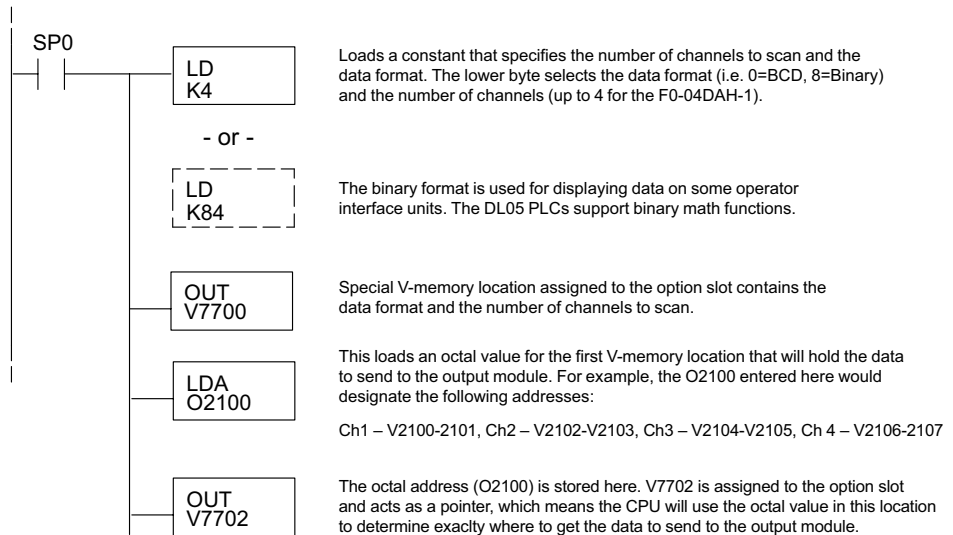 SP0
LD
K4
Loads a constant that specifies the number of channels to scan and the
data format. The lower byte selects the data format (i.e. 0=BCD, 8=Binary)
and the number of channels (up to 4 for the F0-04DAH-1).
- or -
LD
K84
The binary format is used for displaying data on some operator
interface units. The DL05 PLCs support binary math functions.
OUT
V7700
Special V-memory location assigned to the option slot contains the
data format and the number of channels to scan.
LDA
O2100
This loads an octal value for the first V-memory location that will hold the data
to send to the output module. For example, the O2100 entered here would
designate the following addresses:
Ch1 – V2100-2101, Ch2 – V2102-V2103, Ch3 – V2104-V2105, Ch 4 – V2106-2107
OUT
V7702
The octal address (O2100) is stored here. V7702 is assigned to the option slot
and acts as a pointer, which means the CPU will use the octal value in this location
to determine exaclty where to get the data to send to the output module.